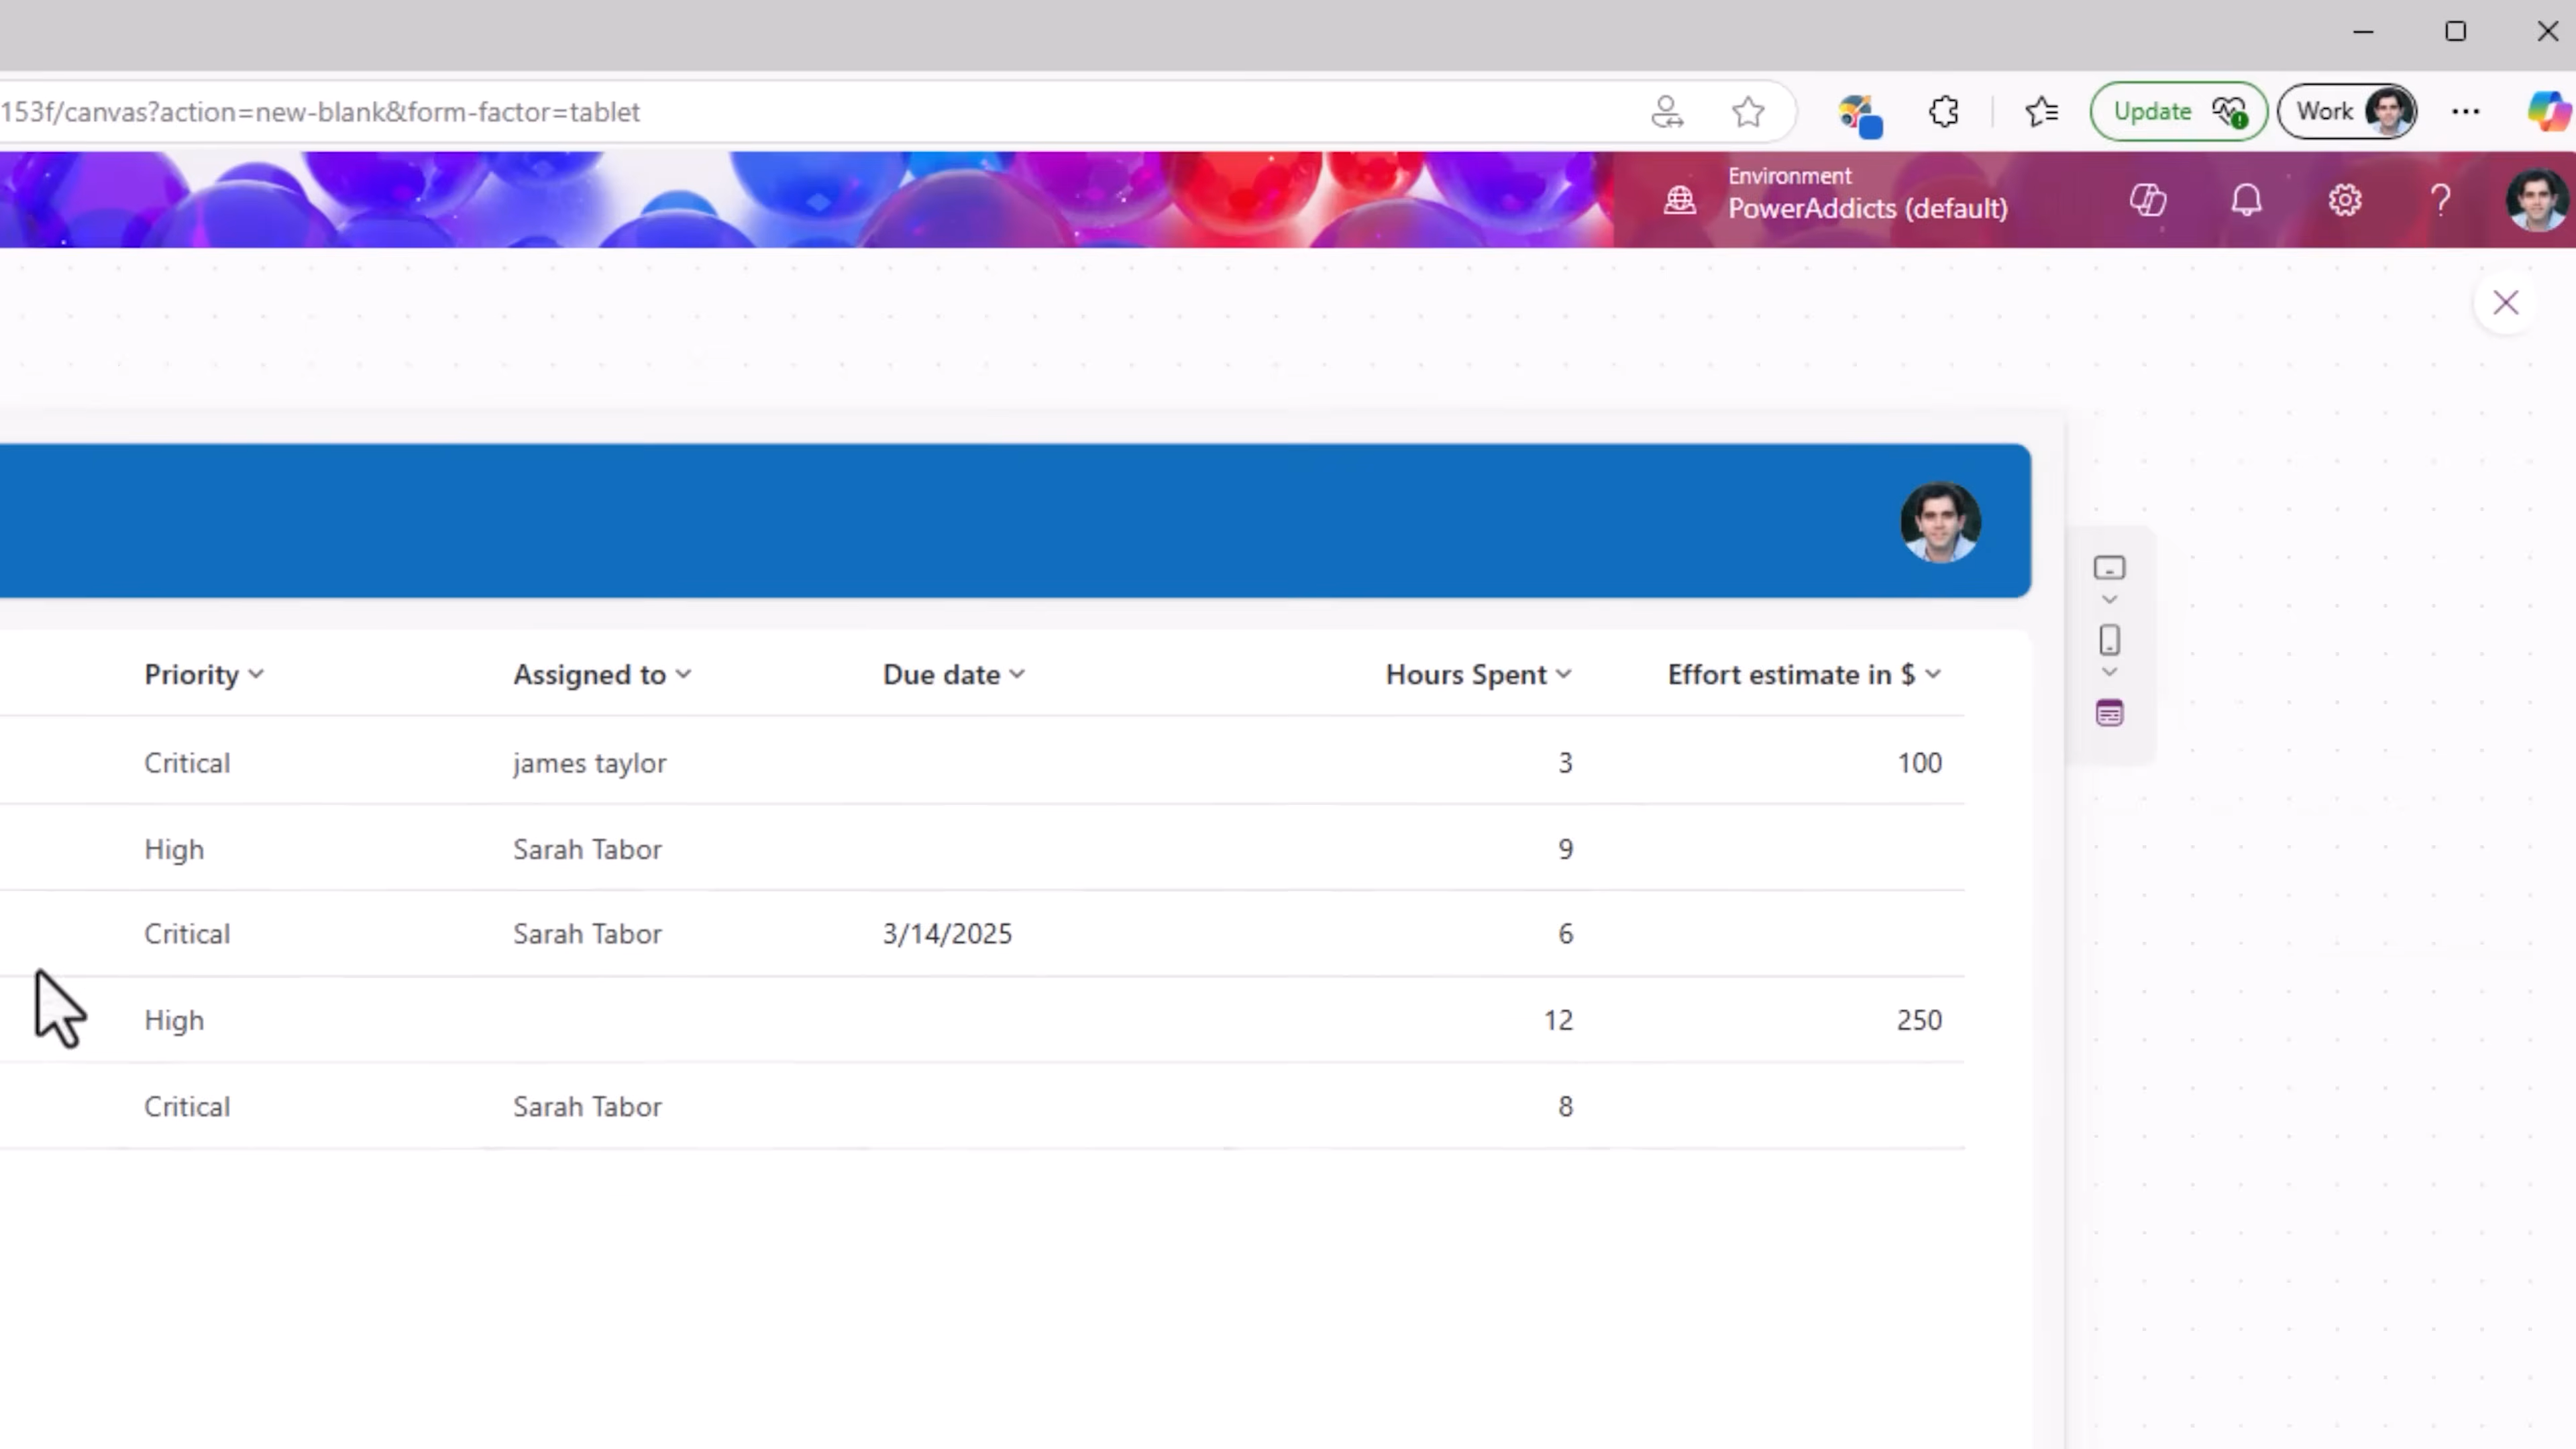 153f/canvas?action=new-blank&form-factor=tablet
Update
Work
Environment
PowerAddicts (default)
Priority Assigned to Due date Hours Spent Effort estimate in $
Critical james taylor 3 100
High Sarah Tabor 9
Critical Sarah Tabor 3/14/2025 6
High 12 250
Critical Sarah Tabor 8